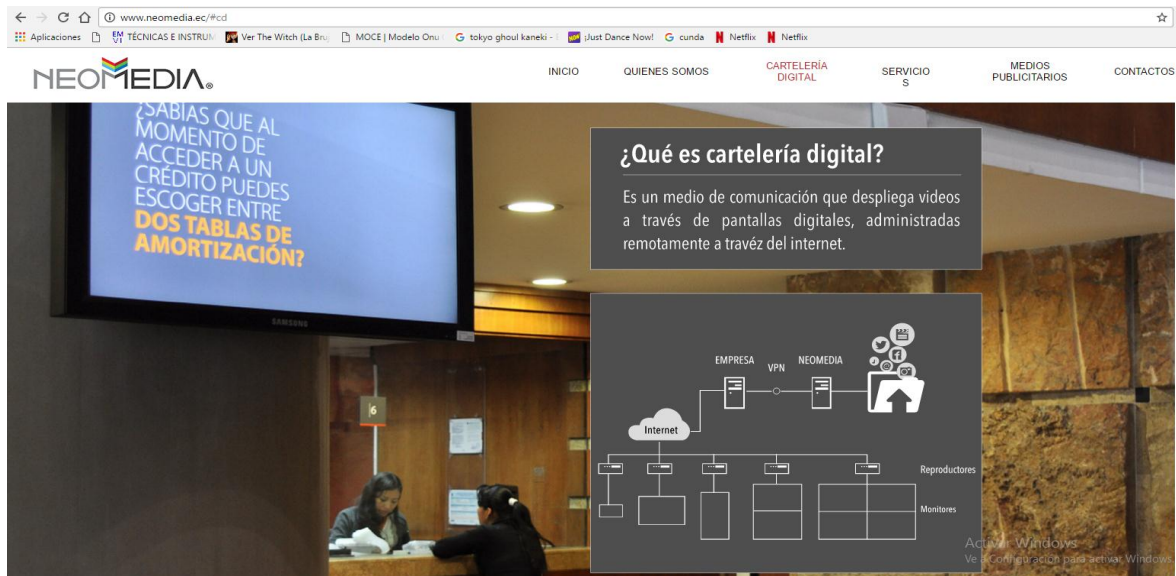 www.neomedia.ec/#cd
Aplicaciones TÉCNICAS E INSTRUM Ver The Witch (La Bru MOCE | Modelo Onu tokyo ghoul kaneki - ¡Just Dance Now! cunda Netflix Netflix
NEOMEDIA®
INICIO QUIENES SOMOS CARTELERÍA DIGITAL SERVICIOS MEDIOS PUBLICITARIOS CONTACTOS
¿SABÍAS QUE AL
MOMENTO DE
ACCEDER A UN
CRÉDITO PUEDES
ESCOGER ENTRE
DOS TABLAS DE
AMORTIZACIÓN?
SAMSUNG
6
¿Qué es cartelería digital?
Es un medio de comunicación que despliega videos
a través de pantallas digitales, administradas
remotamente a travéz del internet.
EMPRESA VPN NEOMEDIA
Internet
Reproductores
Monitores
Activar Windows
Ve a Configuración para activar Windows